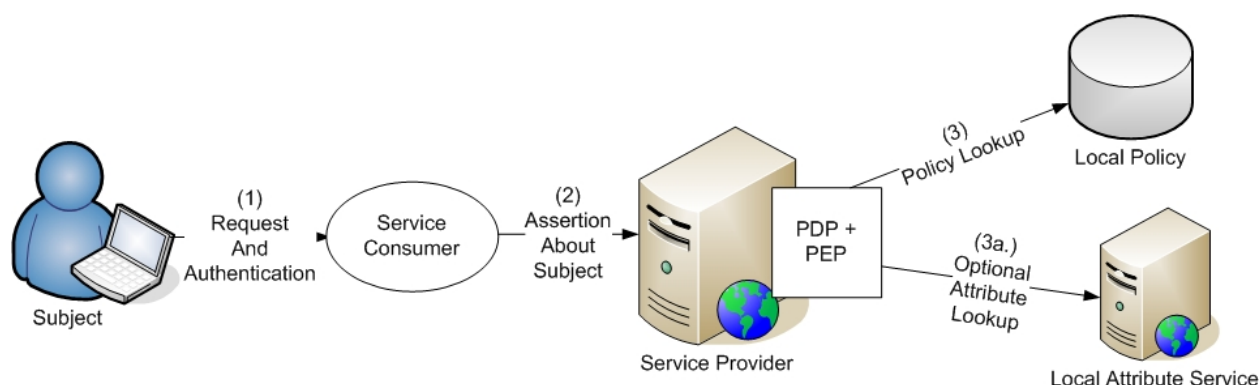 Subject
(1)
Request
And
Authentication
Service
Consumer
(2)
Assertion
About
Subject
Service Provider
PDP +
PEP
(3)
Policy Lookup
Local Policy
(3a.)
Optional
Attribute
Lookup
Local Attribute Service